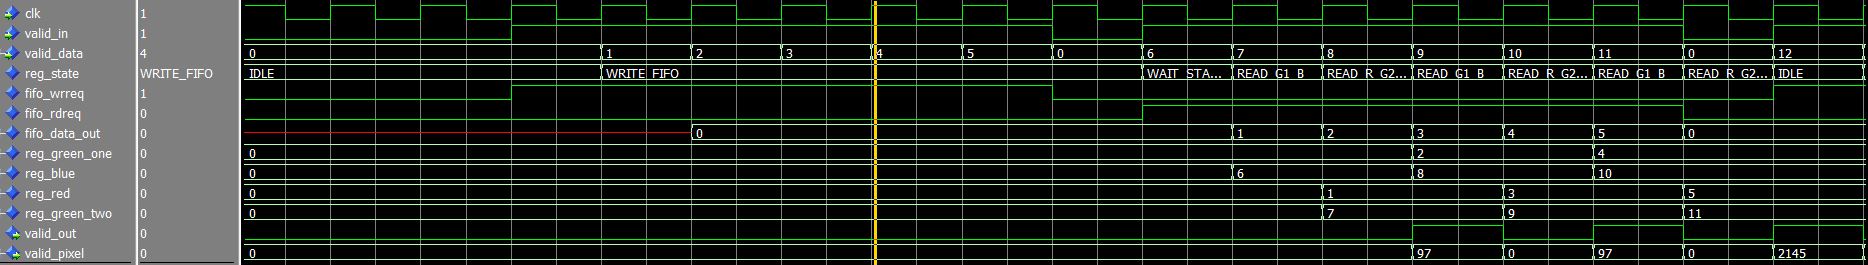 clk 1
valid_in 1
valid_data 4 0 1 2 3 4 5 0 6 7 8 9 10 11 0 12
reg_state WRITE_FIFO IDLE WRITE_FIFO WAIT_STA... READ_G1_B READ_R_G2... READ_G1_B READ_R_G2... READ_G1_B READ_R_G2... IDLE
fifo_wrreq 1
fifo_rdreq 0
fifo_data_out 0 0 1 2 3 4 5 0
reg_green_one 0 0 2 4
reg_blue 0 0 6 8 10
reg_red 0 0 1 3 5
reg_green_two 0 0 7 9 11
valid_out 0
valid_pixel 0 0 97 0 97 0 2145